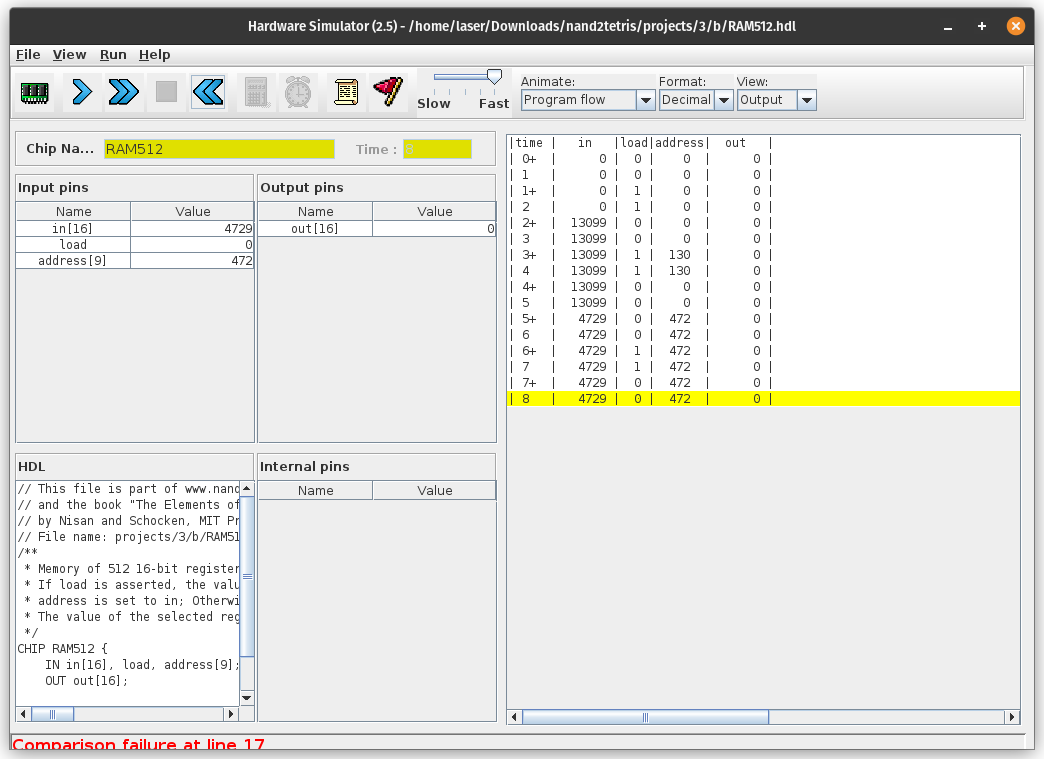 Hardware Simulator (2.5) - /home/laser/Downloads/nand2tetris/projects/3/b/RAM512.hdl
File View Run Help
Animate: Format: View:
Slow Fast Program flow Decimal Output
Chip Na... RAM512 Time : 8
Input pins
Name Value
in[16] 4729
load 0
address[9] 472
Output pins
Name Value
out[16] 0
HDL
// This file is part of www.nand
// and the book "The Elements of
// by Nisan and Schocken, MIT Pr
// File name: projects/3/b/RAM51
/**
* Memory of 512 16-bit register
* If load is asserted, the valu
* address is set to in; Otherwi
* The value of the selected reg
*/
CHIP RAM512 {
IN in[16], load, address[9];
OUT out[16];
Internal pins
Name Value
|time | in |load|address| out |
| 0+ | 0 | 0 | 0 | 0 |
| 1 | 0 | 0 | 0 | 0 |
| 1+ | 0 | 1 | 0 | 0 |
| 2 | 0 | 1 | 0 | 0 |
| 2+ | 13099 | 0 | 0 | 0 |
| 3 | 13099 | 0 | 0 | 0 |
| 3+ | 13099 | 1 | 130 | 0 |
| 4 | 13099 | 1 | 130 | 0 |
| 4+ | 13099 | 0 | 0 | 0 |
| 5 | 13099 | 0 | 0 | 0 |
| 5+ | 4729 | 0 | 472 | 0 |
| 6 | 4729 | 0 | 472 | 0 |
| 6+ | 4729 | 1 | 472 | 0 |
| 7 | 4729 | 1 | 472 | 0 |
| 7+ | 4729 | 0 | 472 | 0 |
| 8 | 4729 | 0 | 472 | 0 |
Comparison failure at line 17